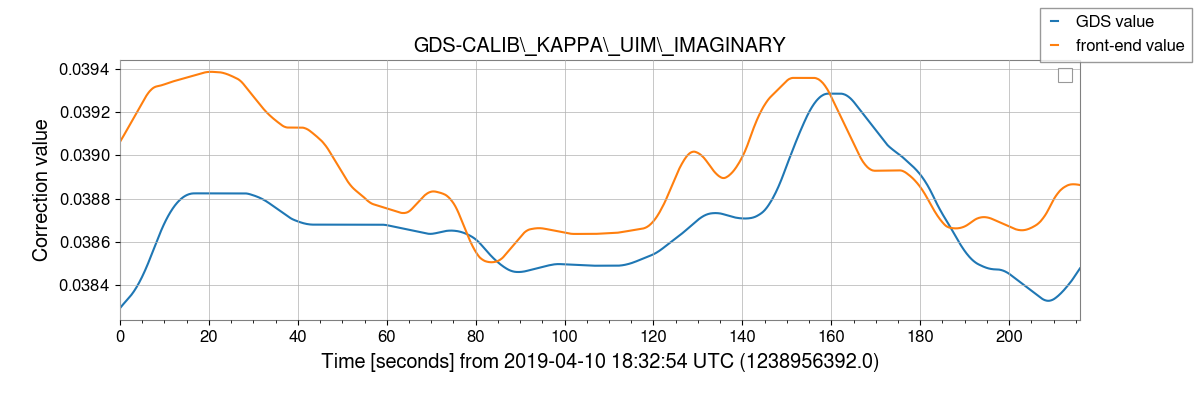 GDS value
front-end value
GDS-CALIB\_KAPPA\_UIM\_IMAGINARY
Correction value
0.0394
0.0392
0.0390
0.0388
0.0386
0.0384
0 20 40 60 80 100 120 140 160 180 200
Time [seconds] from 2019-04-10 18:32:54 UTC (1238956392.0)